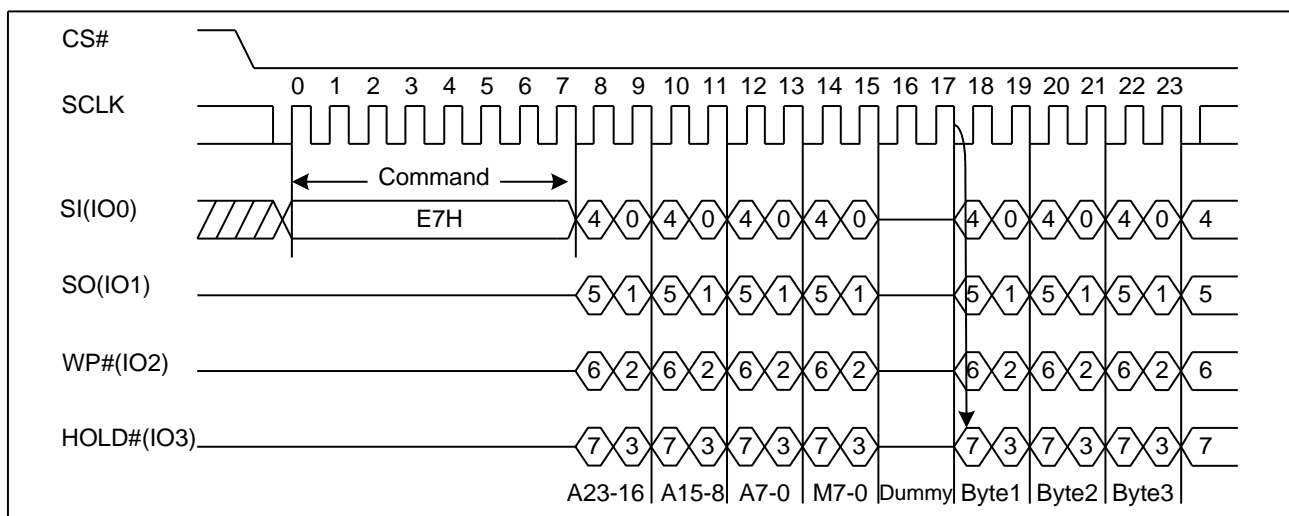 CS#
0 1 2 3 4 5 6 7 8 9 10 11 12 13 14 15 16 17 18 19 20 21 22 23
SCLK
Command
SI(IO0) E7H 4 0 4 0 4 0 4 0 4 0 4 0 4 0 4
SO(IO1) 5 1 5 1 5 1 5 1 5 1 5 1 5 1 5
WP#(IO2) 6 2 6 2 6 2 6 2 6 2 6 2 6 2 6
HOLD#(IO3) 7 3 7 3 7 3 7 3 7 3 7 3 7 3 7
A23-16 A15-8 A7-0 M7-0 Dummy Byte1 Byte2 Byte3